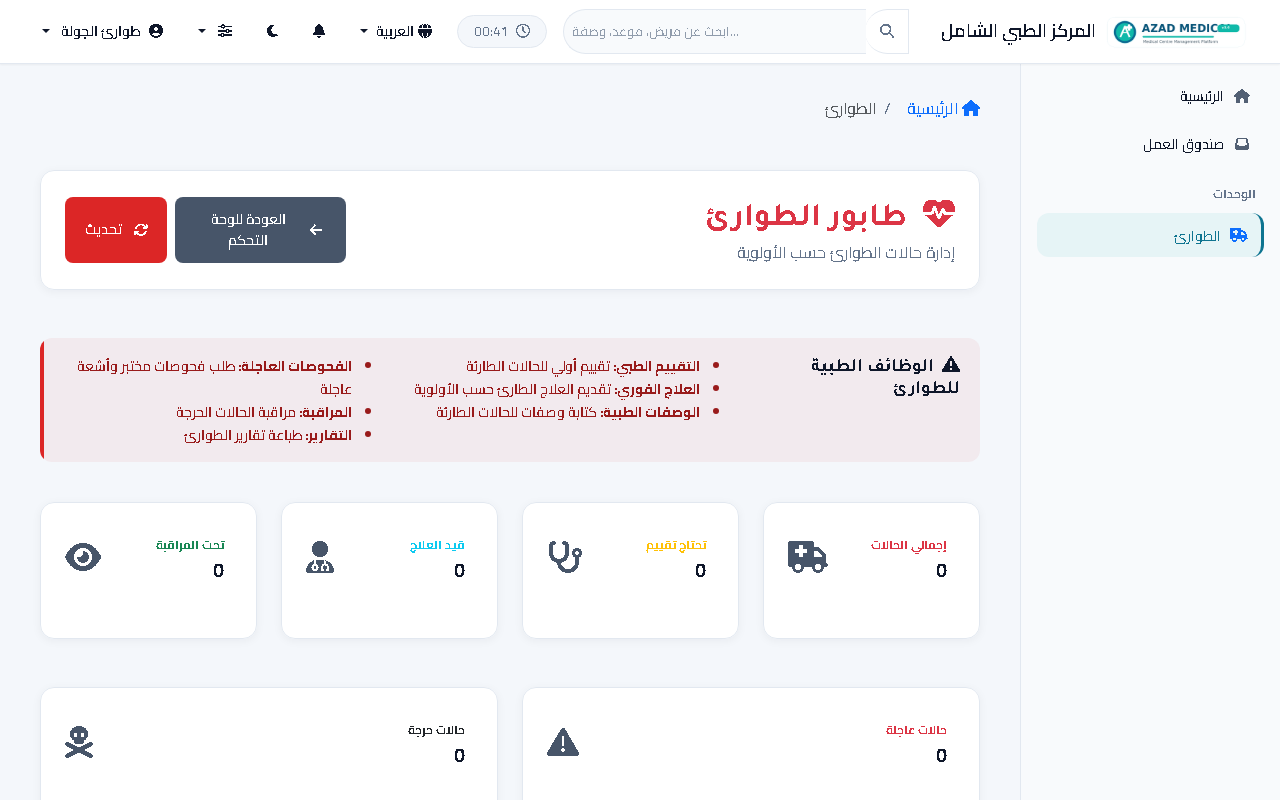 AZAD MEDIC
Medical Centre Management Platform
المركز الطبي الشامل
ابحث عن مريض، موعد، وصفة...
00:41
العربية
طوارئ الجولة
الرئيسية
صندوق العمل
الوحدات
الطوارئ
الرئيسية / الطوارئ
طابور الطوارئ
إدارة حالات الطوارئ حسب الأولوية
العودة للوحة
التحكم
تحديث
الوظائف الطبية
للطوارئ
التقييم الطبي: تقييم أولي للحالات الطارئة
العلاج الفوري: تقديم العلاج الطارئ حسب الأولوية
الوصفات الطبية: كتابة وصفات للحالات الطارئة
الفحوصات العاجلة: طلب فحوصات مختبر وأشعة
عاجلة
المراقبة: مراقبة الحالات الحرجة
التقارير: طباعة تقارير الطوارئ
إجمالي الحالات
0
تحتاج تقييم
0
قيد العلاج
0
تحت المراقبة
0
حالات عاجلة
0
حالات حرجة
0